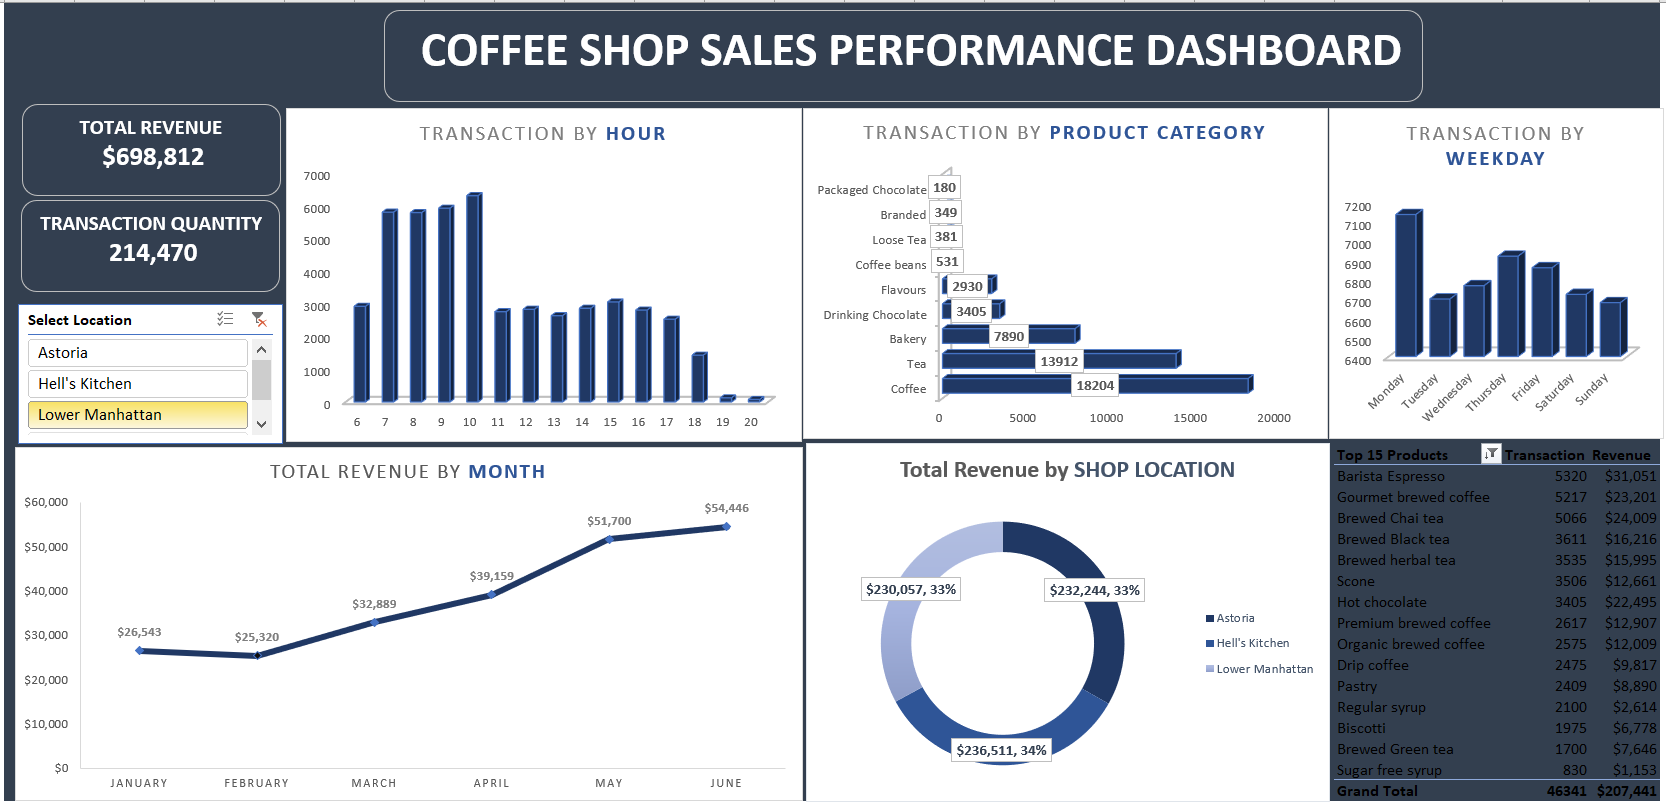 COFFEE SHOP SALES PERFORMANCE DASHBOARD
TOTAL REVENUE
$698,812
TRANSACTION QUANTITY
214,470
Select Location
Astoria
Hell's Kitchen
Lower Manhattan
TRANSACTION BY HOUR
7000
6000
5000
4000
3000
2000
1000
0
6 7 8 9 10 11 12 13 14 15 16 17 18 19 20
TRANSACTION BY PRODUCT CATEGORY
Packaged Chocolate 180
Branded 349
Loose Tea 381
Coffee beans 531
Flavours 2930
Drinking Chocolate 3405
Bakery 7890
Tea 13912
Coffee 18204
0 5000 10000 15000 20000
TRANSACTION BY
WEEKDAY
7200
7100
7000
6900
6800
6700
6600
6500
6400
Monday Tuesday Wednesday Thursday Friday Saturday Sunday
TOTAL REVENUE BY MONTH
$60,000
$50,000
$40,000
$30,000
$20,000
$10,000
$0
$26,543 $25,320 $32,889 $39,159 $51,700 $54,446
JANUARY FEBRUARY MARCH APRIL MAY JUNE
Total Revenue by SHOP LOCATION
$230,057, 33% $232,244, 33%
$236,511, 34%
Astoria
Hell's Kitchen
Lower Manhattan
Top 15 Products Transaction Revenue
Barista Espresso 5320 $31,051
Gourmet brewed coffee 5217 $23,201
Brewed Chai tea 5066 $24,009
Brewed Black tea 3611 $16,216
Brewed herbal tea 3535 $15,995
Scone 3506 $12,661
Hot chocolate 3405 $22,495
Premium brewed coffee 2617 $12,907
Organic brewed coffee 2575 $12,009
Drip coffee 2475 $9,817
Pastry 2409 $8,890
Regular syrup 2100 $2,614
Biscotti 1975 $6,778
Brewed Green tea 1700 $7,646
Sugar free syrup 830 $1,153
Grand Total 46341 $207,441